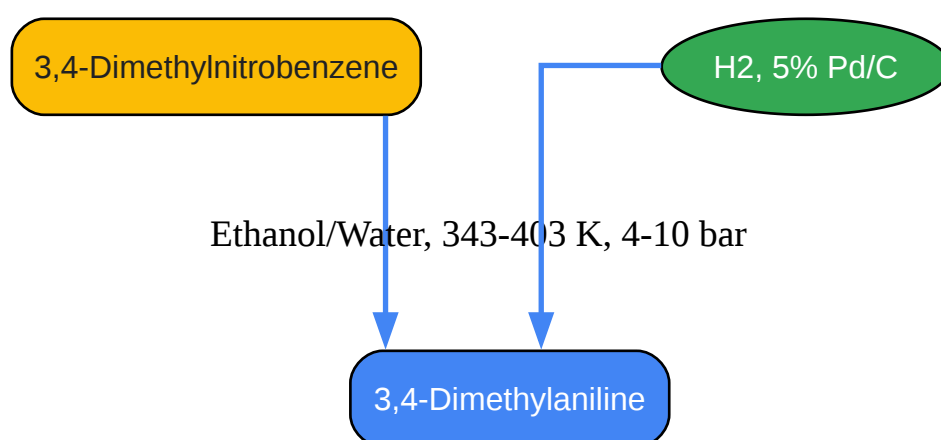 3,4-Dimethylnitrobenzene
H2, 5% Pd/C
Ethanol/Water, 343-403 K, 4-10 bar
3,4-Dimethylaniline